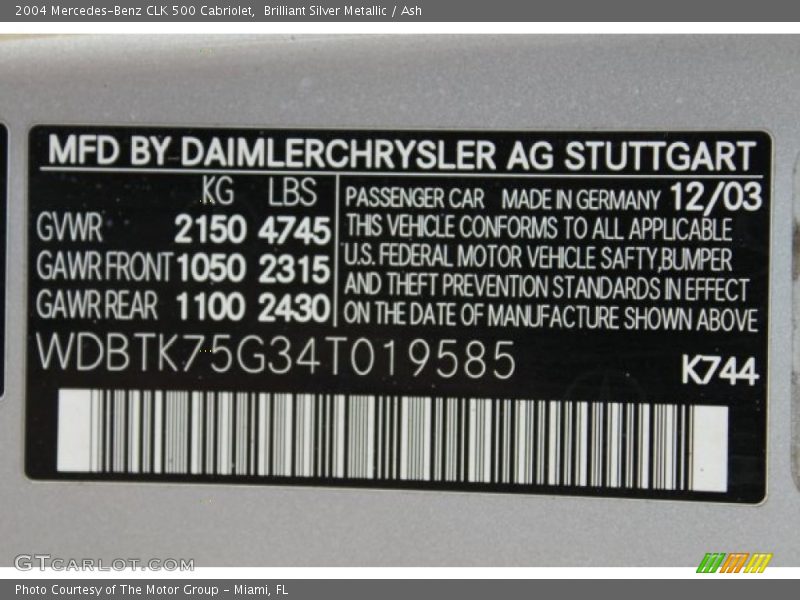 2004 Mercedes-Benz CLK 500 Cabriolet,  Brilliant Silver Metallic / Ash
MFD BY DAIMLERCHRYSLER AG STUTTGART
KG LBS
GVWR 2150 4745
GAWR FRONT 1050 2315
GAWR REAR 1100 2430
PASSENGER CAR MADE IN GERMANY 12/03
THIS VEHICLE CONFORMS TO ALL APPLICABLE
U.S. FEDERAL MOTOR VEHICLE SAFTY,BUMPER
AND THEFT PREVENTION STANDARDS IN EFFECT
ON THE DATE OF MANUFACTURE SHOWN ABOVE
WDBTK75G34T019585
K744
GTCARLOT.COM
Photo Courtesy of The Motor Group - Miami, FL